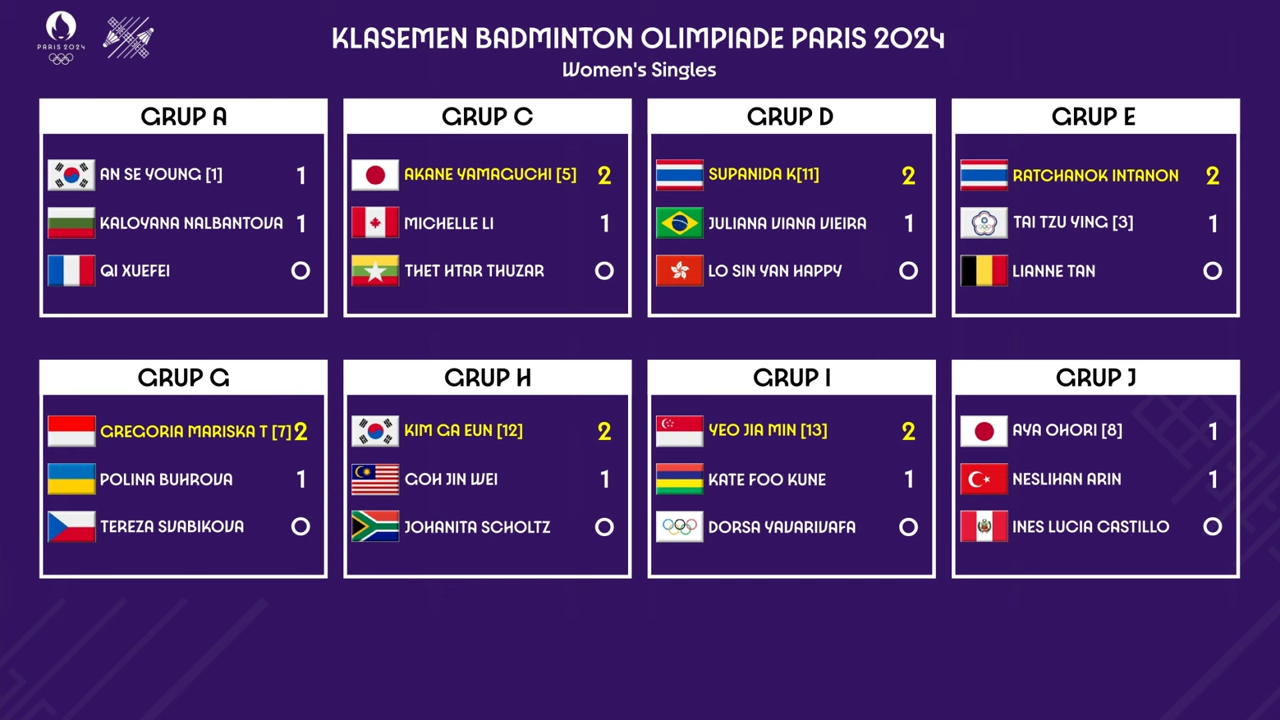 PARIS 2024
KLASEMEN BADMINTON OLIMPIADE PARIS 2024
Women's Singles
GRUP A
AN SE YOUNG [1] 1
KALOYANA NALBANTOVA 1
QI XUEFEI 0
GRUP C
AKANE YAMAGUCHI [5] 2
MICHELLE LI 1
THET HTAR THUZAR 0
GRUP D
SUPANIDA K[11] 2
JULIANA VIANA VIEIRA 1
LO SIN YAN HAPPY 0
GRUP E
RATCHANOK INTANON 2
TAI TZU YING [3] 1
LIANNE TAN 0
GRUP G
GREGORIA MARISKA T [7] 2
POLINA BUHROVA 1
TEREZA SVABIKOVA 0
GRUP H
KIM GA EUN [12] 2
GOH JIN WEI 1
JOHANITA SCHOLTZ 0
GRUP I
YEO JIA MIN [13] 2
KATE FOO KUNE 1
DORSA YAVARIVAFA 0
GRUP J
AYA OHORI [8] 1
NESLIHAN ARIN 1
INES LUCIA CASTILLO 0